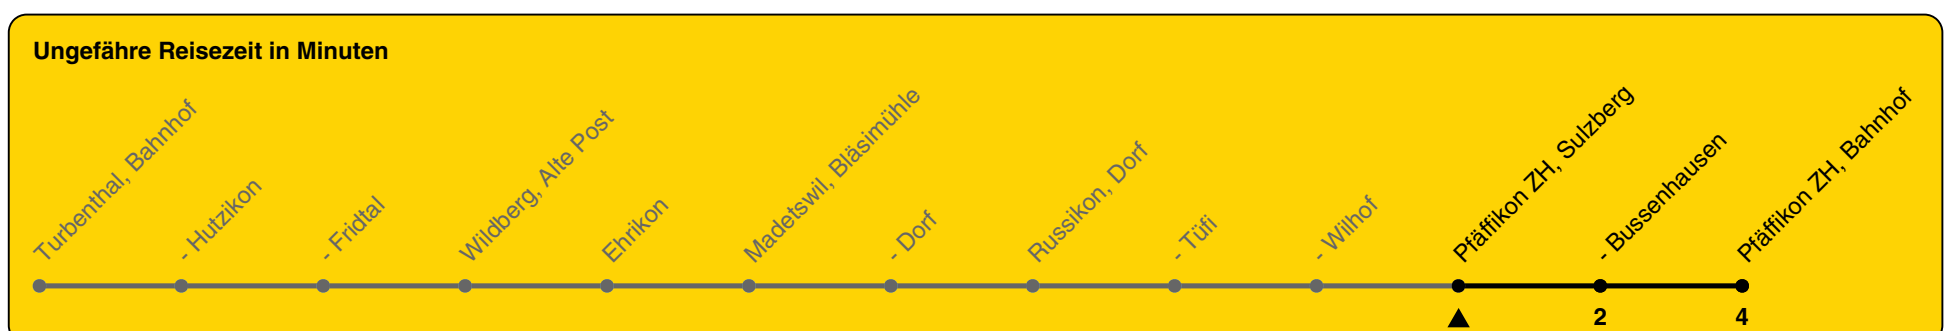 Ungefähre Reisezeit in Minuten
Turbenthal, Bahnhof
- Hutzikon
- Fridtal
Wildberg, Alte Post
Ehrikon
Madetswil, Bläsimühle
- Dorf
Russikon, Dorf
- Tüfi
- Wilhof
Pfäffikon ZH, Sulzberg
- Bussenhausen
Pfäffikon ZH, Bahnhof
2
4